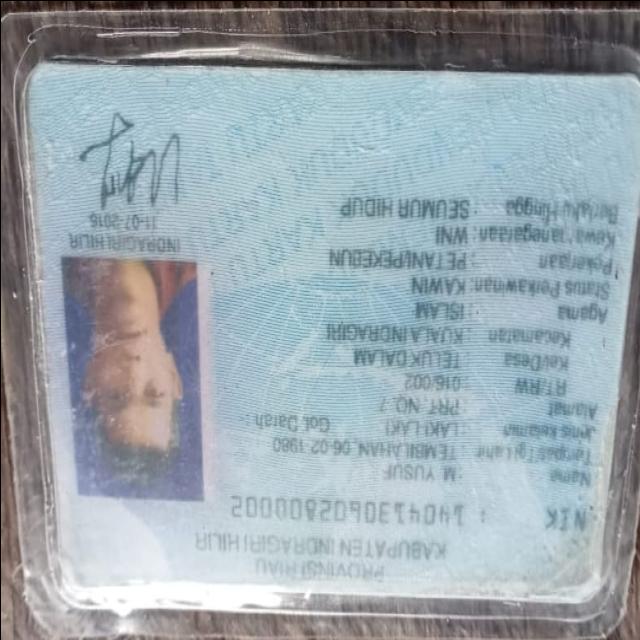 PROVINSI RIAU
KABUPATEN INDRAGIRI HILIR
NIK : 1404130602800002
Nama : M YUSUF
Tempat/Tgl Lahir : TEMBILAHAN, 06-02-1980
Jenis kelamin : LAKI-LAKI Gol. Darah :
Alamat : PRT. NO. 7
RT/RW : 016/002
Kel/Desa : TELUK DALAM
Kecamatan : KUALA INDRAGIRI
Agama : ISLAM
Status Perkawinan: KAWIN
Pekerjaan : PETANI/PEKEBUN
Kewarganegaraan: WNI
Berlaku Hingga : SEUMUR HIDUP
INDRAGIRI HILIR
11-07-2018